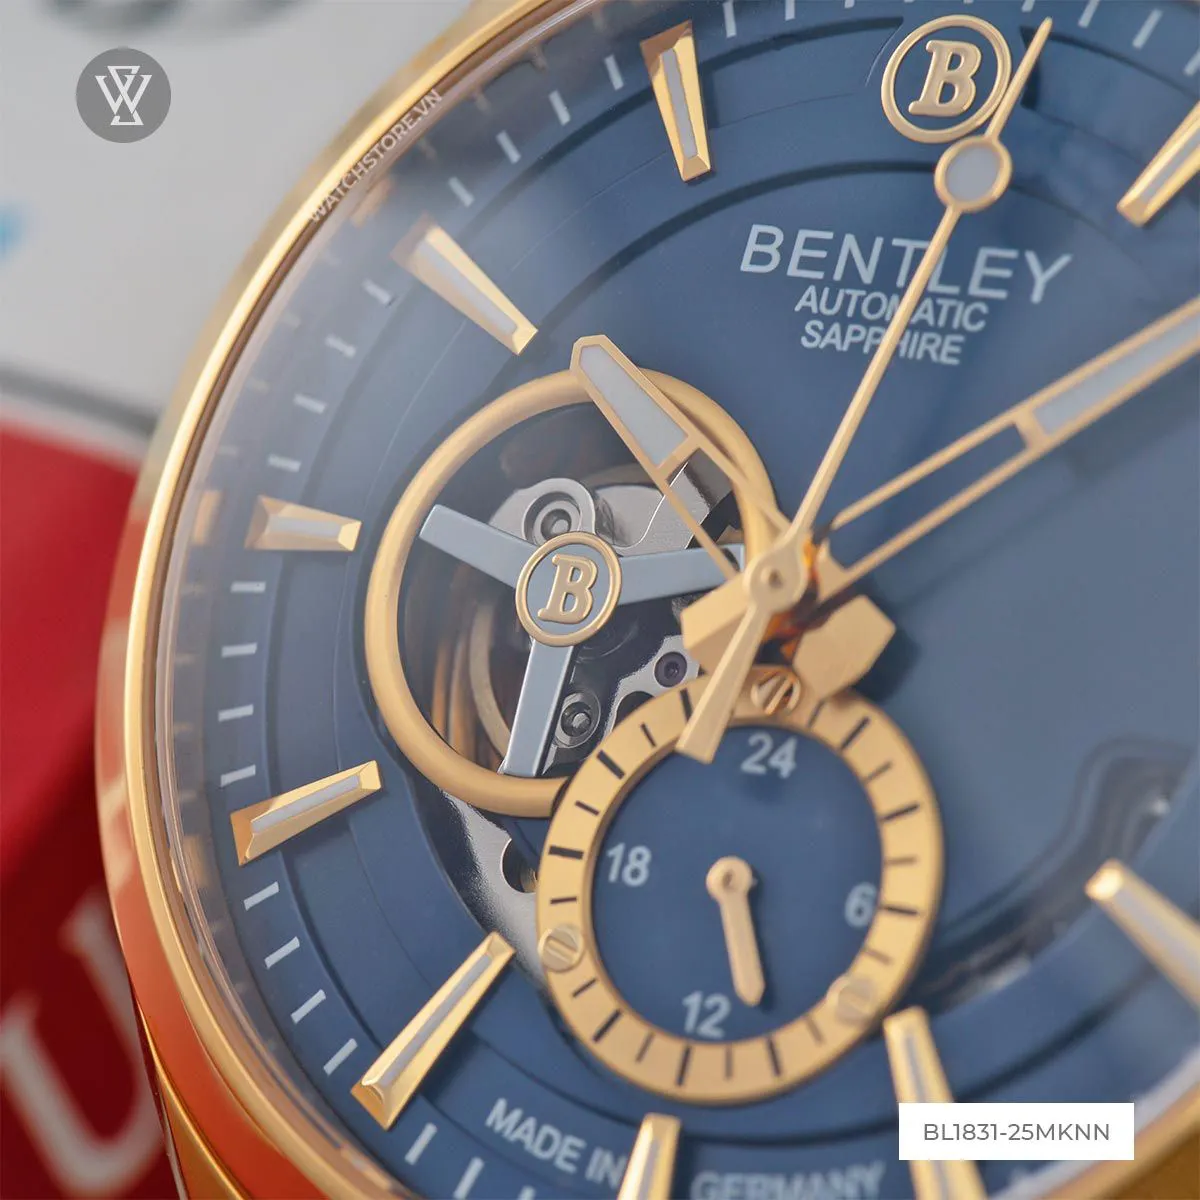 WATCHSTORE.VN
B
BENTLEY
AUTOMATIC
SAPPHIRE
B
24
18
6
12
MADE IN GERMANY
BL1831-25MKNN